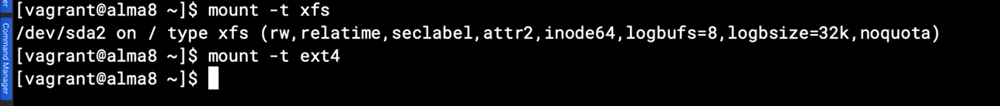 er
Command Manager
[vagrant@alma8 ~]$ mount -t xfs
/dev/sda2 on / type xfs (rw,relatime,seclabel,attr2,inode64,logbufs=8,logbsize=32k,noquota)
[vagrant@alma8 ~]$ mount -t ext4
[vagrant@alma8 ~]$